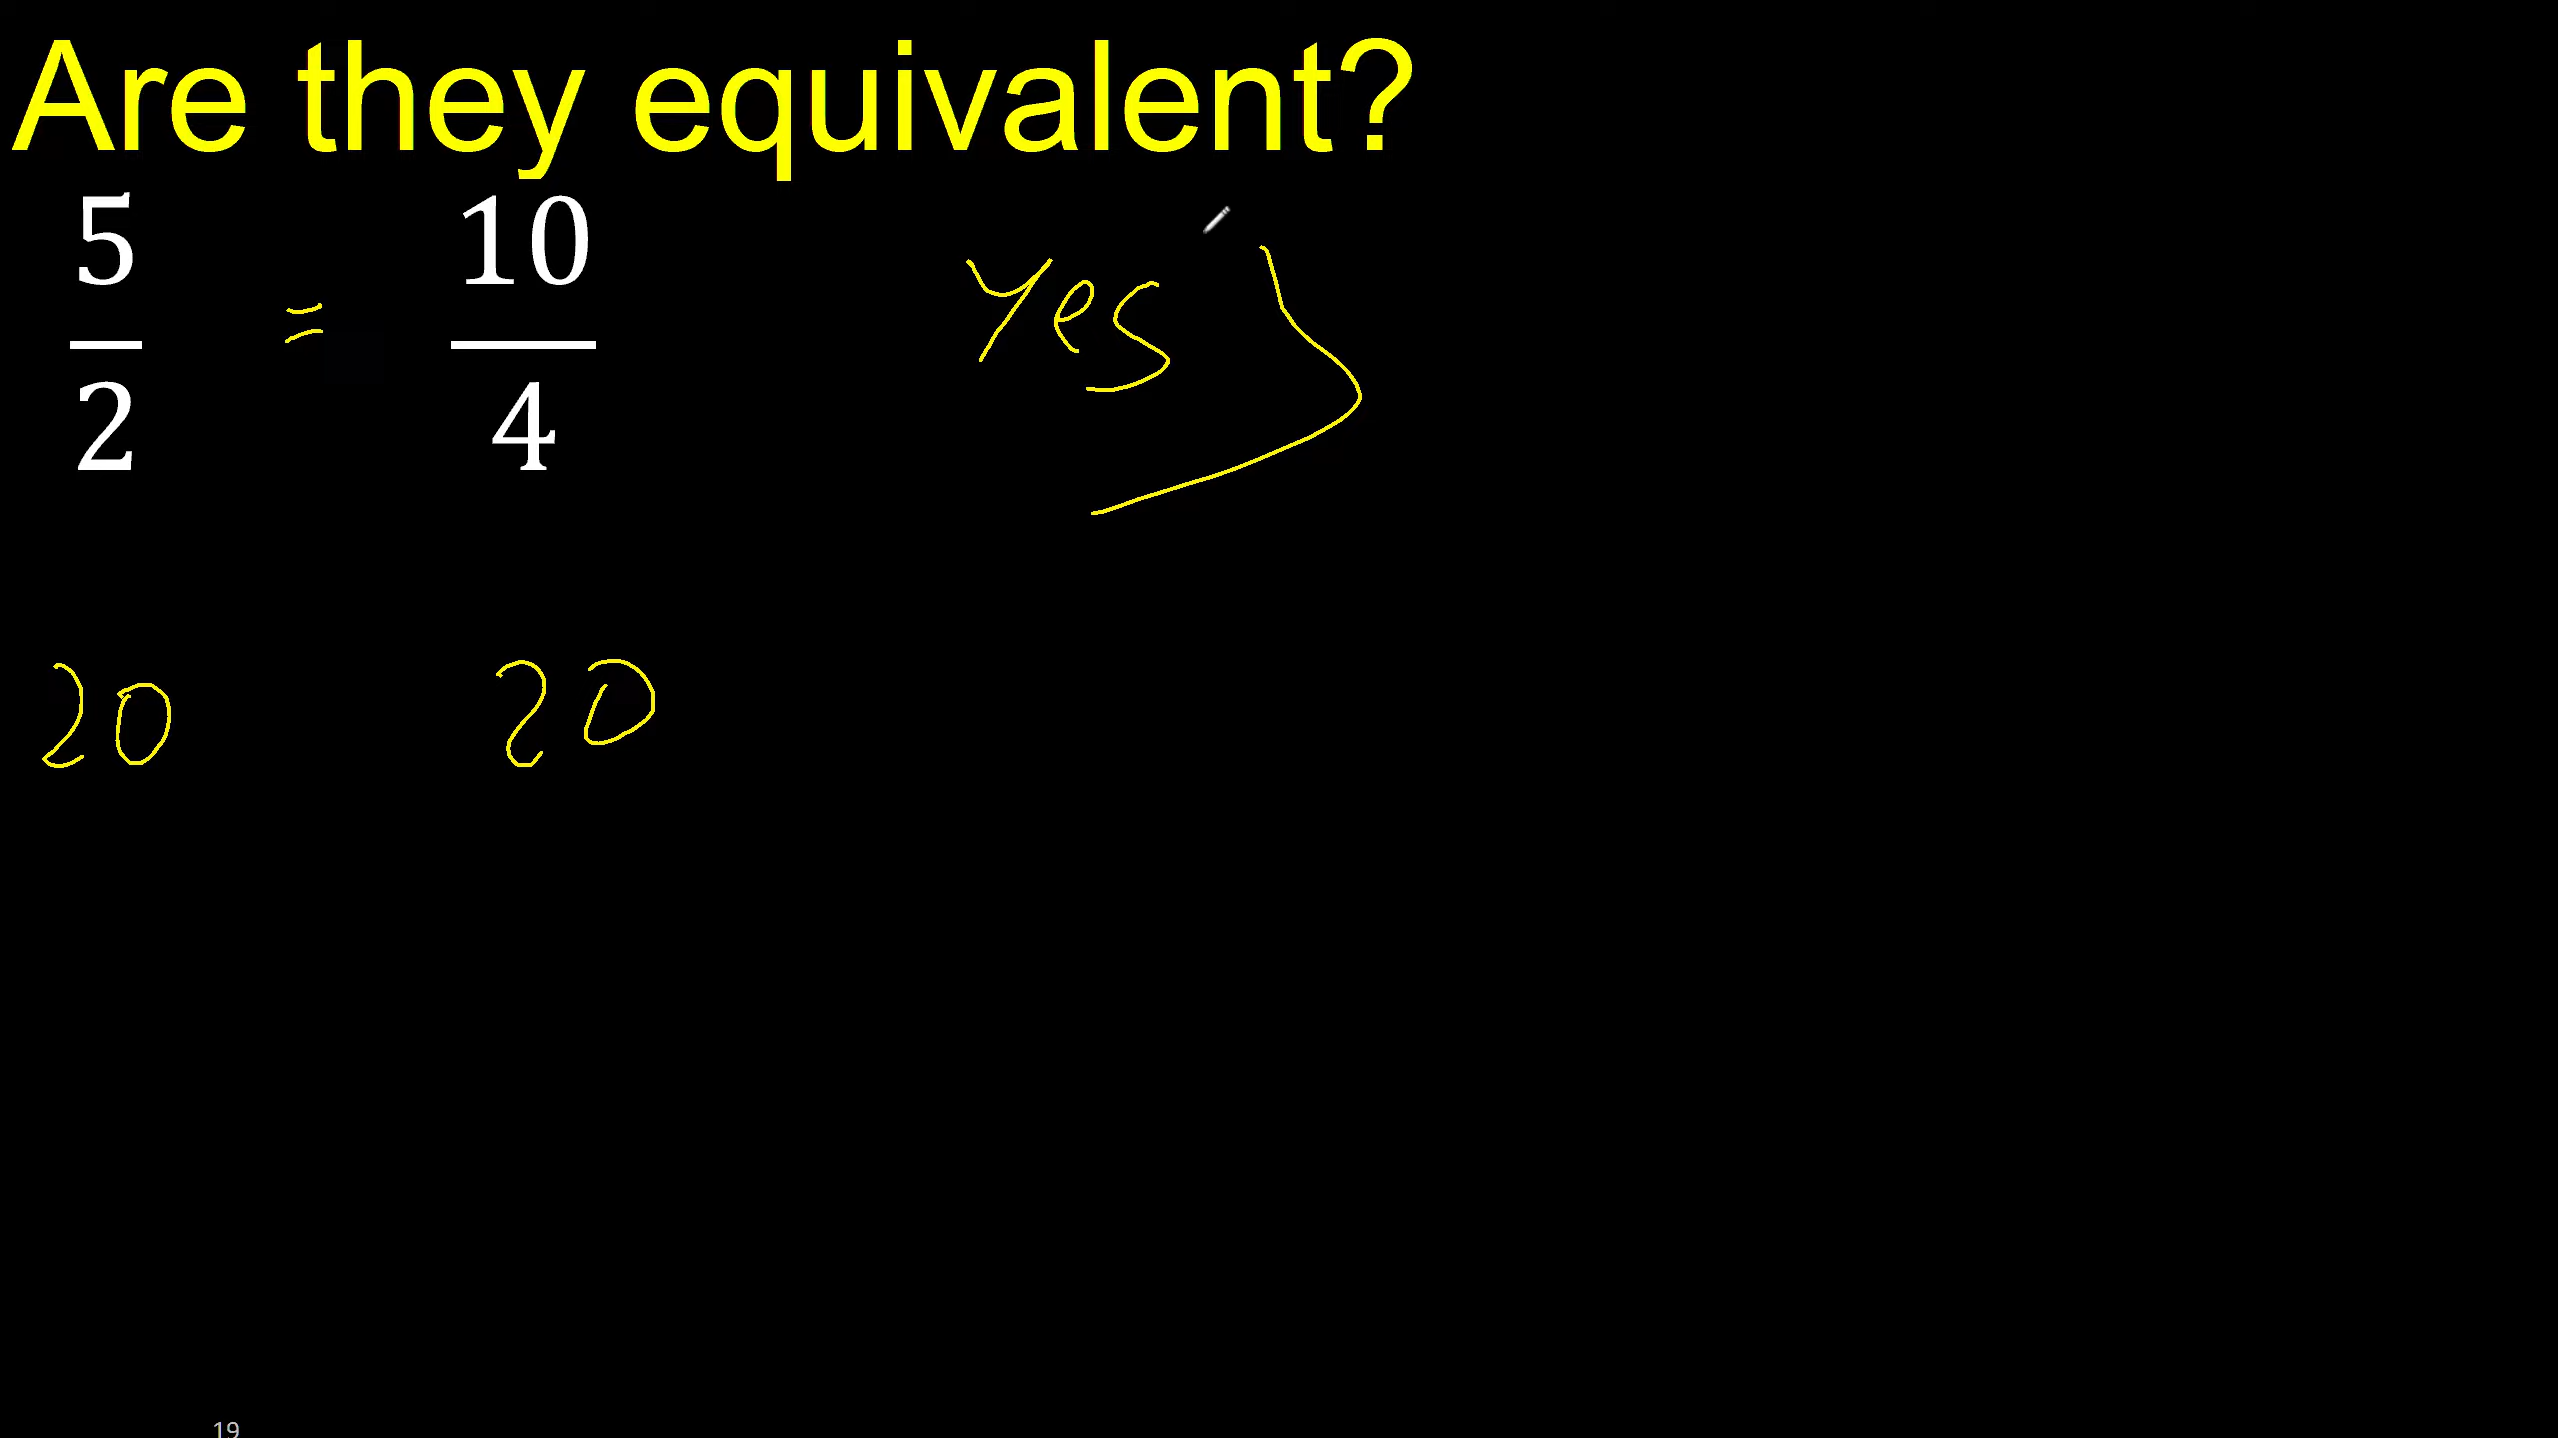 Are they equivalent?
5/2 = 10/4 yes
20 20
19